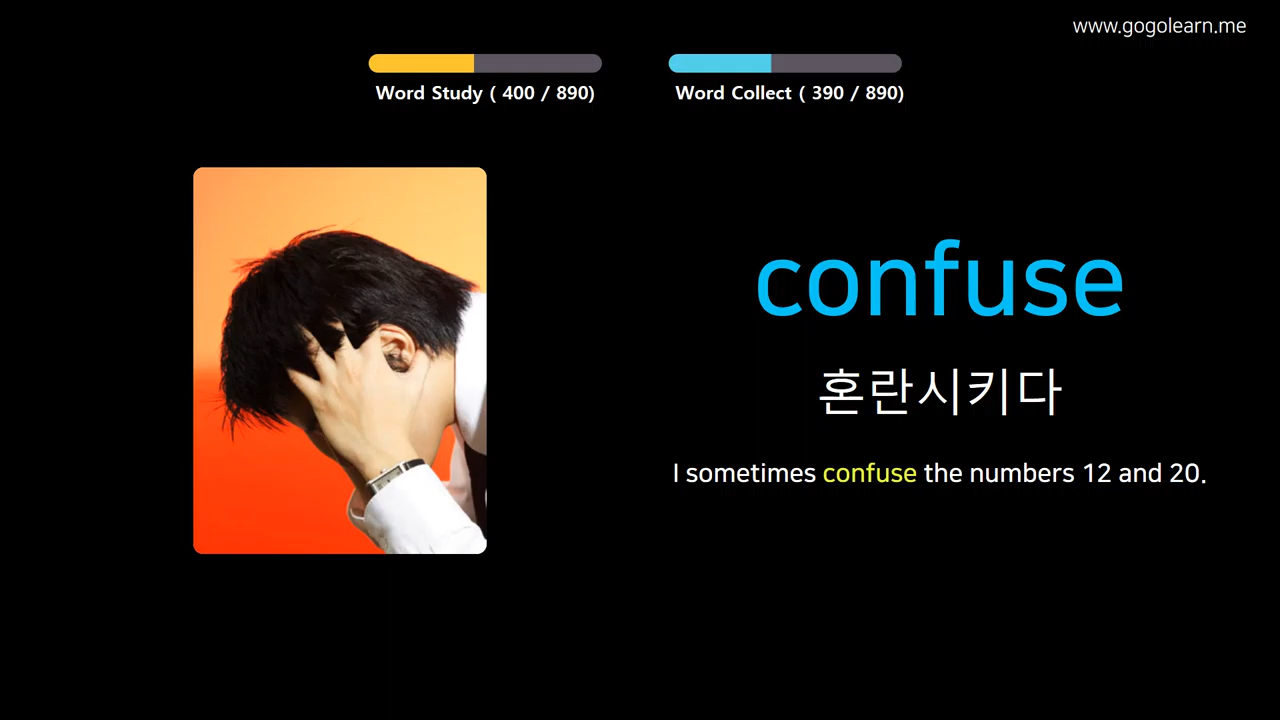 www.gogolearn.me
Word Study ( 400 / 890)
Word Collect ( 390 / 890)
confuse
혼란시키다
I sometimes confuse the numbers 12 and 20.